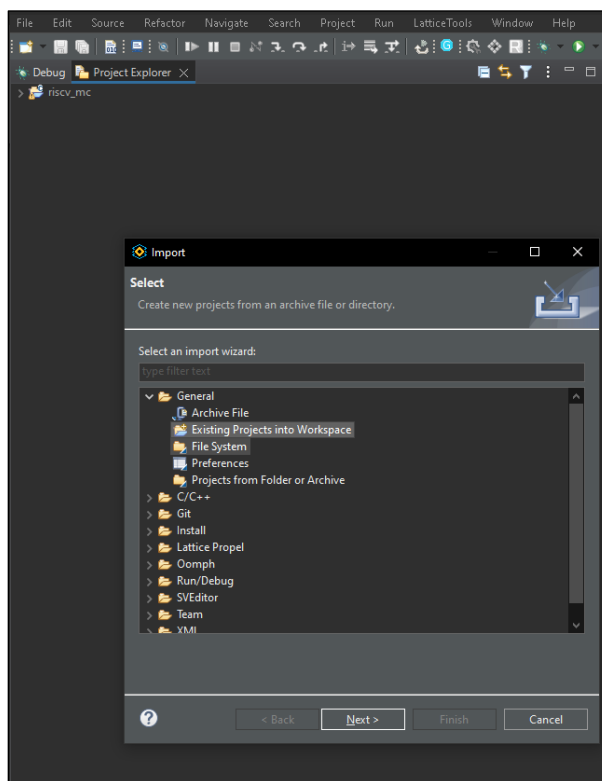 File Edit Source Refactor Navigate Search Project Run LatticeTools Window Help
Debug Project Explorer
riscv_mc
Import
Select
Create new projects from an archive file or directory.
Select an import wizard:
type filter text
General
Archive File
Existing Projects into Workspace
File System
Preferences
Projects from Folder or Archive
C/C++
Git
Install
Lattice Propel
Oomph
Run/Debug
SVEditor
Team
XML
< Back Next > Finish Cancel